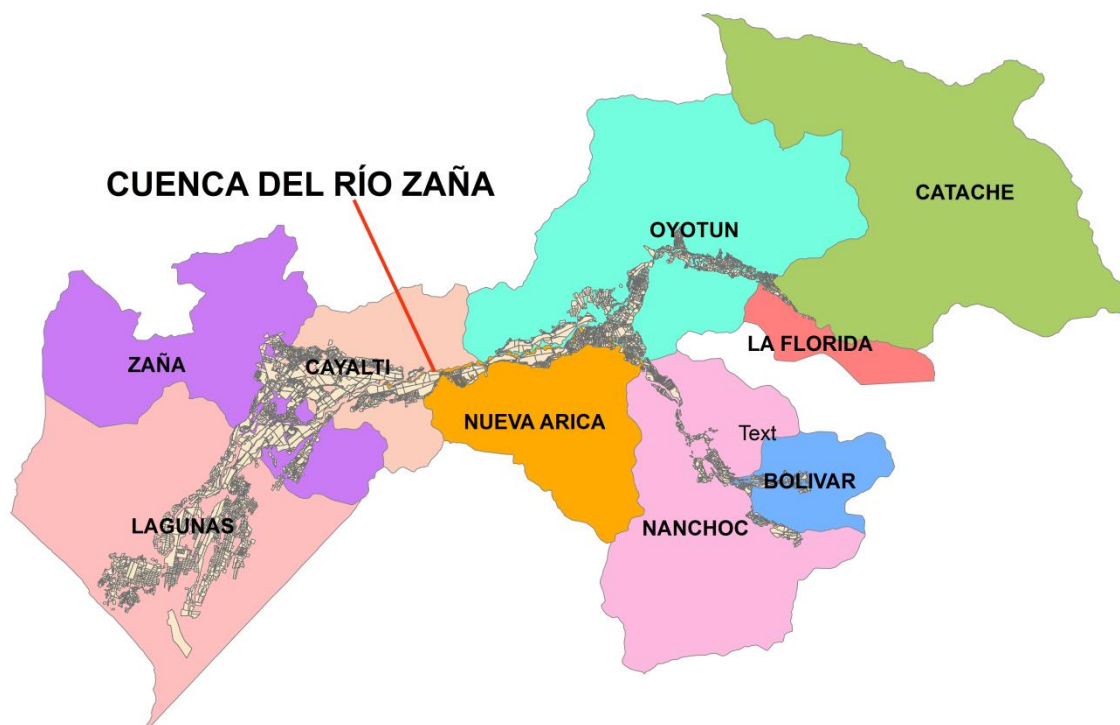 CUENCA DEL RÍO ZAÑA
CATACHE
OYOTUN
LA FLORIDA
ZAÑA
CAYALTI
NUEVA ARICA
Text
BOLIVAR
LAGUNAS
NANCHOC